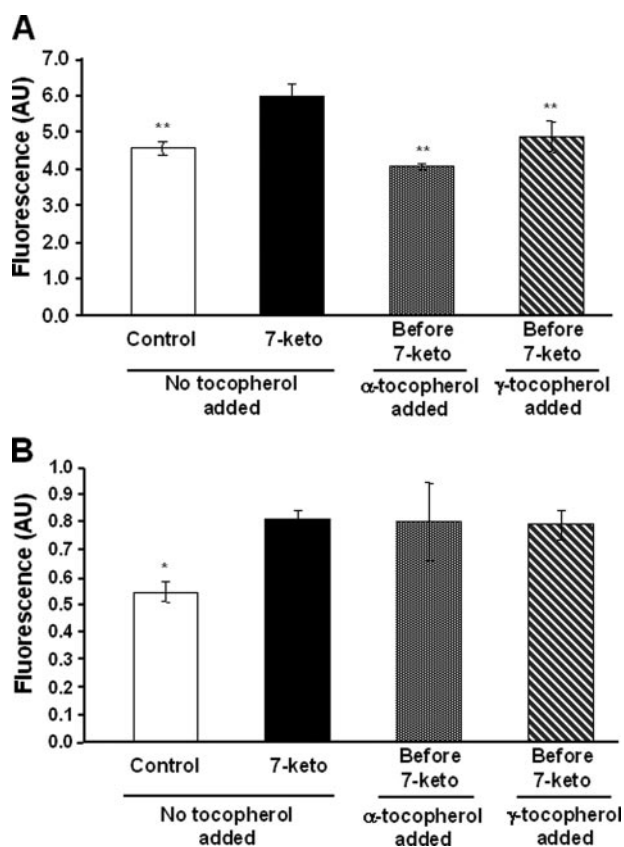 A
Fluorescence (AU)
7.0
6.0
5.0
4.0
3.0
2.0
1.0
0.0
**
**
**
Control
7-keto
Before
7-keto
Before
7-keto
No tocopherol
added
α-tocopherol
added
γ-tocopherol
added
B
Fluorescence (AU)
1.0
0.9
0.8
0.7
0.6
0.5
0.4
0.3
0.2
0.1
0.0
*
Control
7-keto
Before
7-keto
Before
7-keto
No tocopherol
added
α-tocopherol
added
γ-tocopherol
added